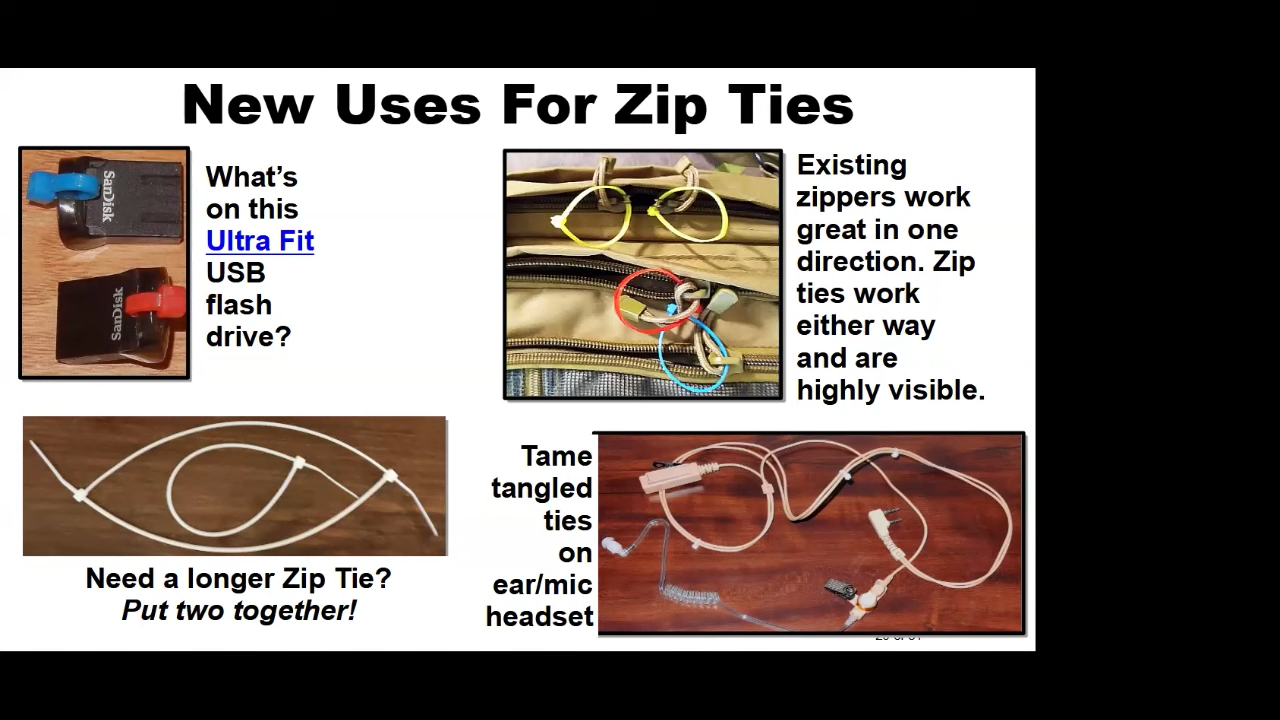 New Uses For Zip Ties
SanDisk
SanDisk
What's
on this
Ultra Fit
USB
flash
drive?
Existing
zippers work
great in one
direction. Zip
ties work
either way
and are
highly visible.
Need a longer Zip Tie?
Put two together!
Tame
tangled
ties
on
ear/mic
headset